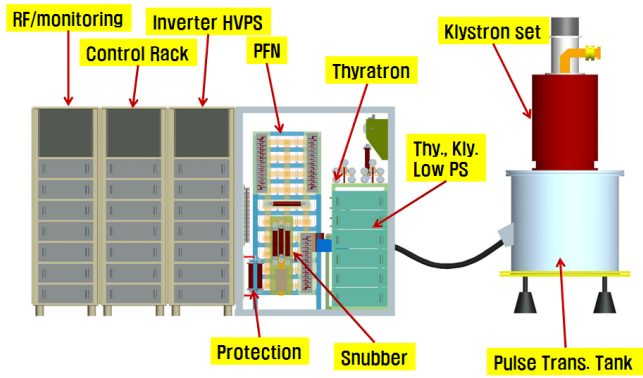 RF/monitoring
Inverter HVPS
Control Rack
PFN
Thyratron
Klystron set
Thy., Kly.
Low PS
Protection
Snubber
Pulse Trans. Tank